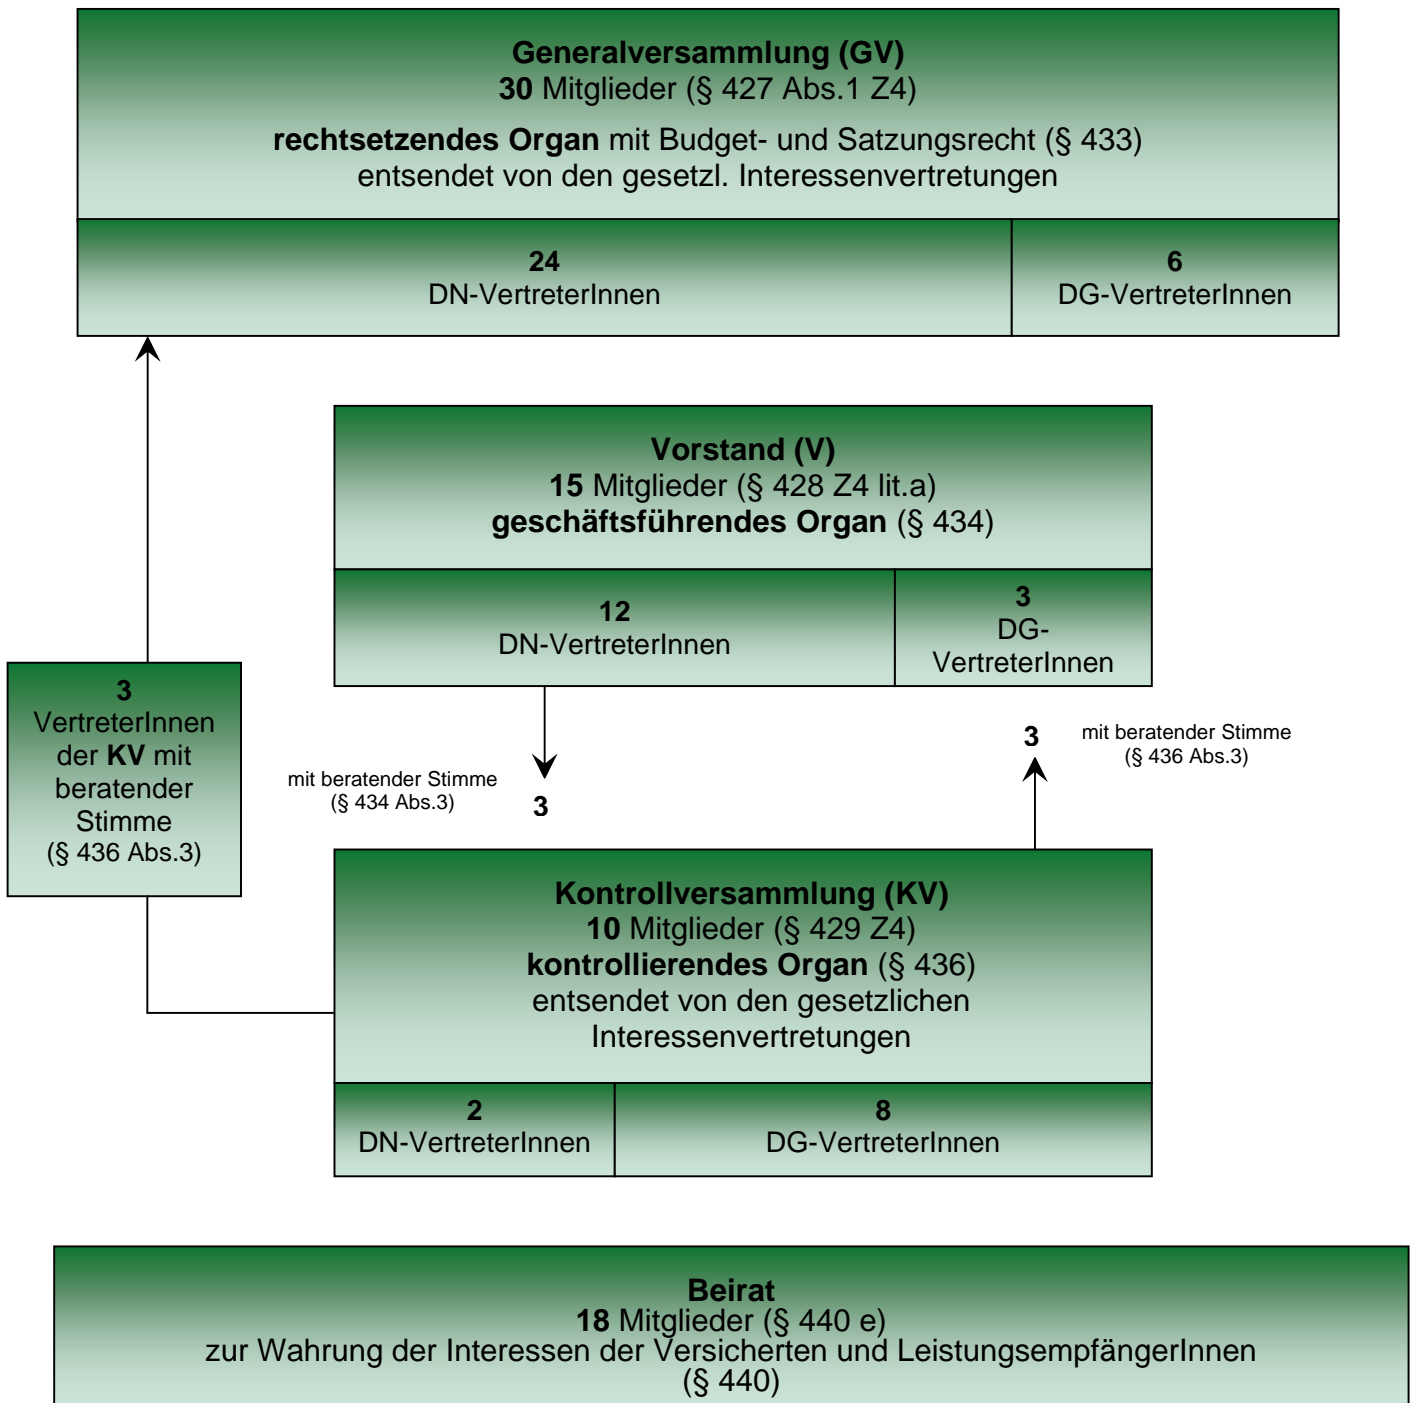 Generalversammlung (GV)
30 Mitglieder (§ 427 Abs.1 Z4)
rechtsetzendes Organ mit Budget- und Satzungsrecht (§ 433)
entsendet von den gesetzl. Interessenvertretungen
24
DN-VertreterInnen
6
DG-VertreterInnen
Vorstand (V)
15 Mitglieder (§ 428 Z4 lit.a)
geschäftsführendes Organ (§ 434)
12
DN-VertreterInnen
3
DG-
VertreterInnen
3
VertreterInnen
der KV mit
beratender
Stimme
(§ 436 Abs.3)
mit beratender Stimme
(§ 434 Abs.3)
3
3
mit beratender Stimme
(§ 436 Abs.3)
Kontrollversammlung (KV)
10 Mitglieder (§ 429 Z4)
kontrollierendes Organ (§ 436)
entsendet von den gesetzlichen
Interessenvertretungen
2
DN-VertreterInnen
8
DG-VertreterInnen
Beirat
18 Mitglieder (§ 440 e)
zur Wahrung der Interessen der Versicherten und LeistungsempfängerInnen
(§ 440)